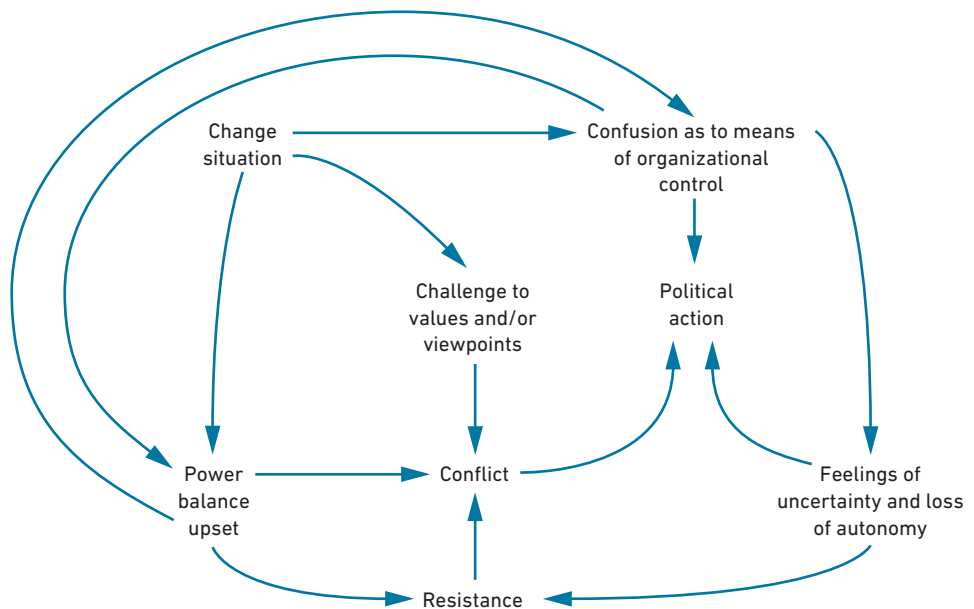 Change
situation
Confusion as to means
of organizational
control
Challenge to
values and/or
viewpoints
Political
action
Power
balance
upset
Conflict
Feelings of
uncertainty and loss
of autonomy
Resistance